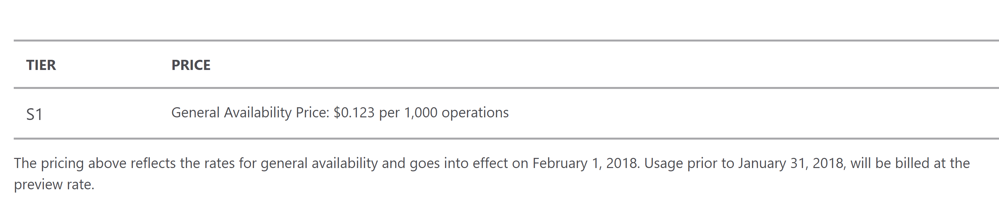 TIER PRICE
S1 General Availability Price: $0.123 per 1,000 operations
The pricing above reflects the rates for general availability and goes into effect on February 1, 2018. Usage prior to January 31, 2018, will be billed at the
preview rate.